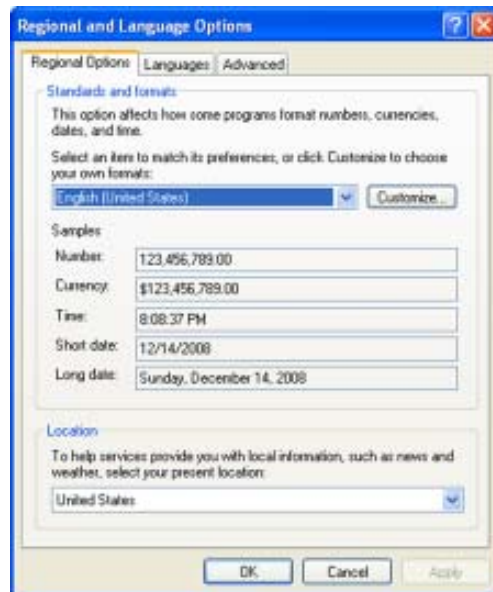 Regional and Language Options
Regional Options Languages Advanced
Standards and formats
This option affects how some programs format numbers, currencies,
dates, and time.
Select an item to match its preferences, or click Customize to choose
your own formats:
English (United States) Customize...
Samples
Number: 123,456,789.00
Currency: $123,456,789.00
Time: 8:08:37 PM
Short date: 12/14/2008
Long date: Sunday, December 14, 2008
Location
To help services provide you with local information, such as news and
weather, select your present location:
United States
OK Cancel Apply